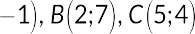 −1), B(2;7), C(5;4)